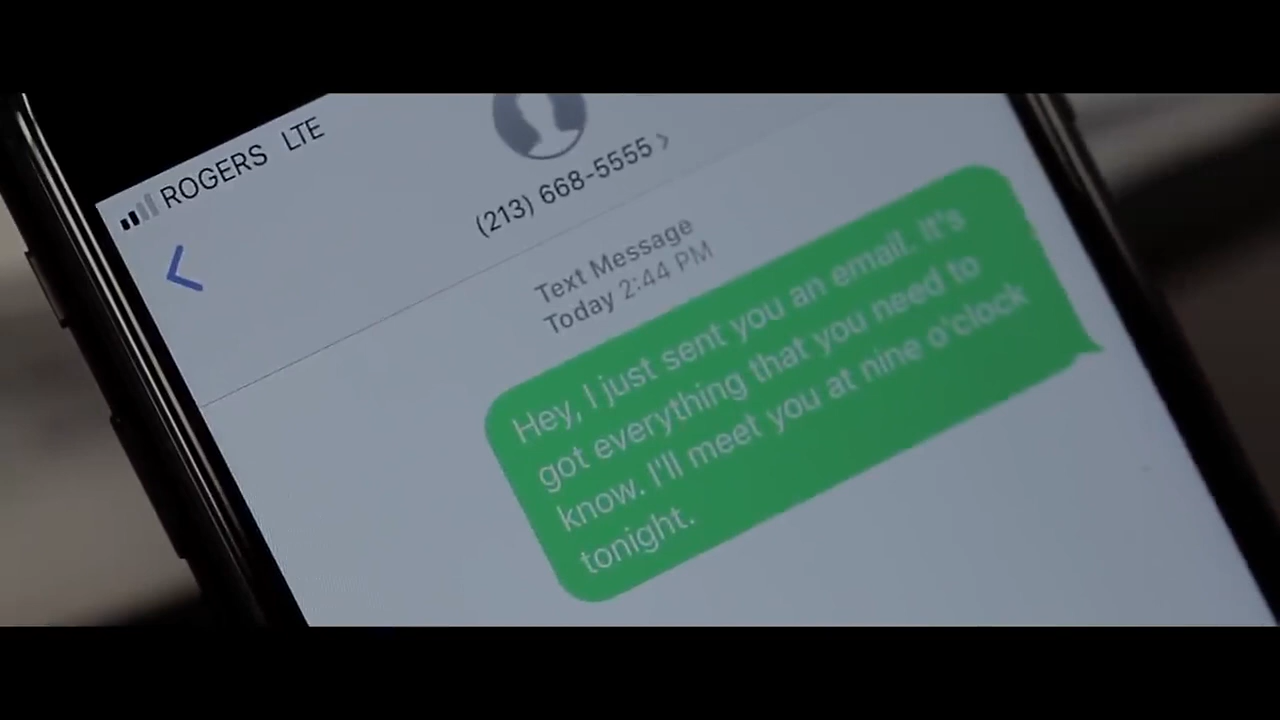 ROGERS LTE
(213) 668-5555 >
Text Message
Today 2:44 PM
Hey, I just sent you an email. It's
got everything that you need to
know. I'll meet you at nine o'clock
tonight.